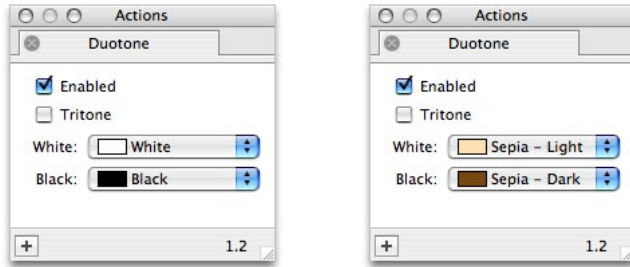 Actions
Duotone
Enabled
Tritone
White: White
Black: Black
1.2
Actions
Duotone
Enabled
Tritone
White: Sepia – Light
Black: Sepia – Dark
1.2